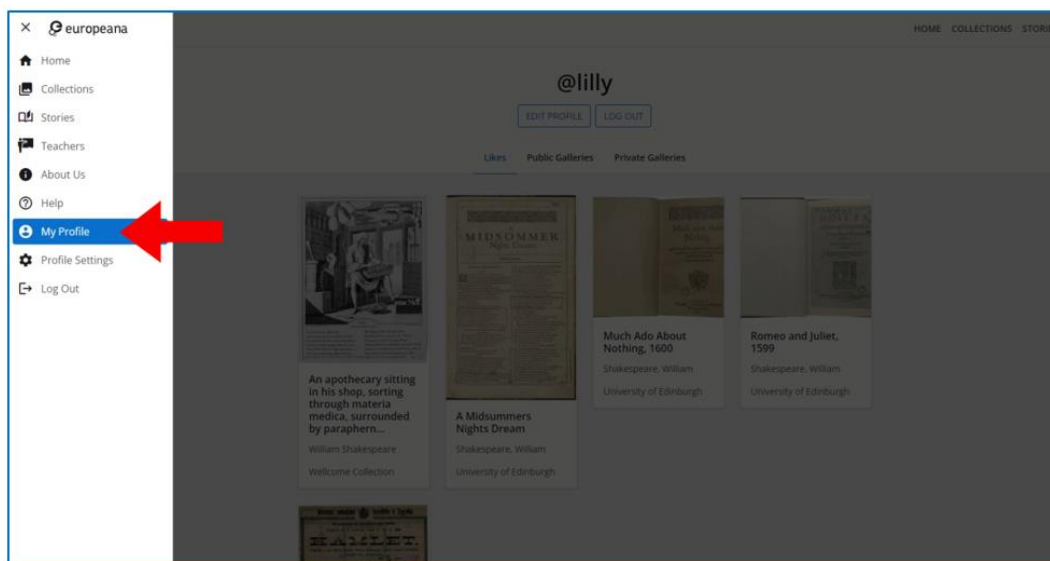 europeana
Home
Collections
Stories
Teachers
About Us
Help
My Profile
Profile Settings
Log Out
HOME COLLECTIONS
@lilly
EDIT PROFILE LOG OUT
Likes Public Galleries Private Galleries
An apothecary sitting
in his shop, sorting
through materia
medica, surrounded
by paraphern...
William Shakespeare
Wellcome Collection
MIDSOMMER
Nights Dreame.
A Midsummers
Nights Dream
Shakespeare, William
University of Edinburgh
Much Ado About
Nothing, 1600
Shakespeare, William
University of Edinburgh
Romeo and Juliet,
1599
Shakespeare, William
University of Edinburgh
HAMLET.